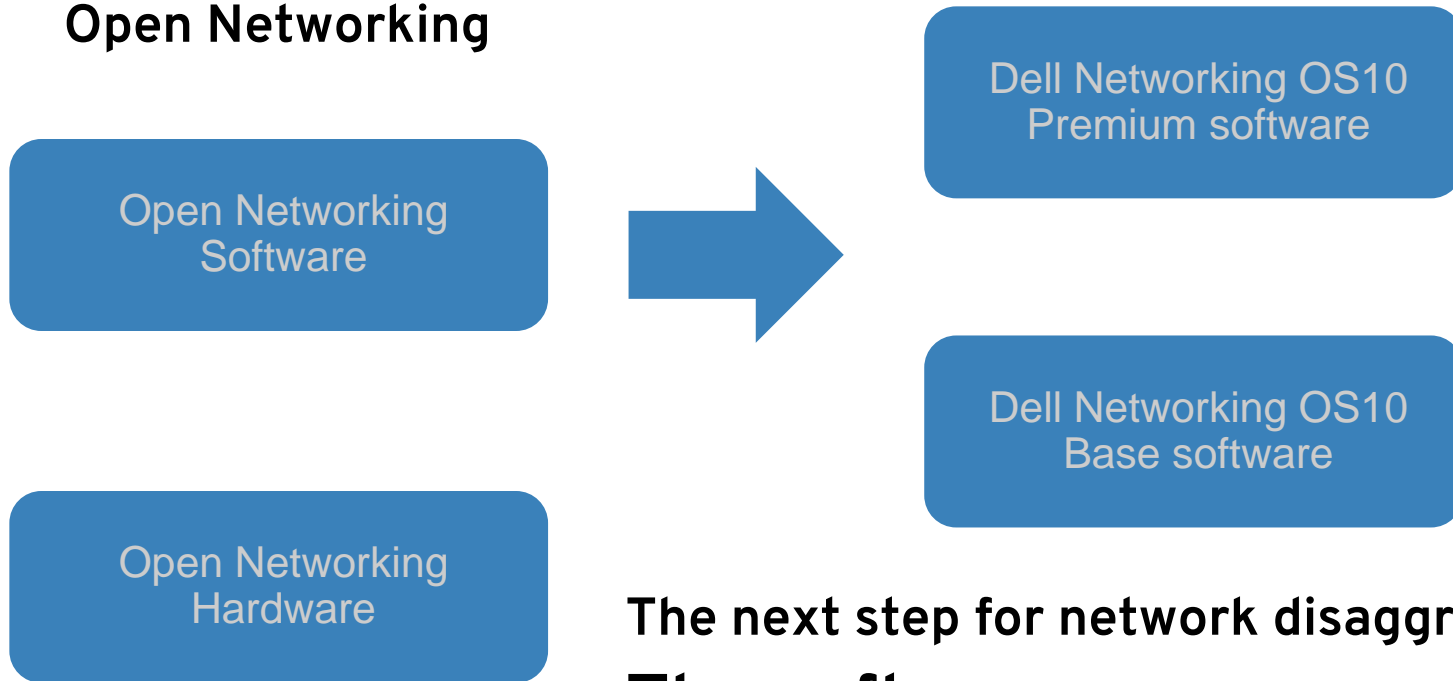 Open Networking
Open Networking
Software
Open Networking
Hardware
Dell Networking OS10
Premium software
Dell Networking OS10
Base software
The next step for network disaggr